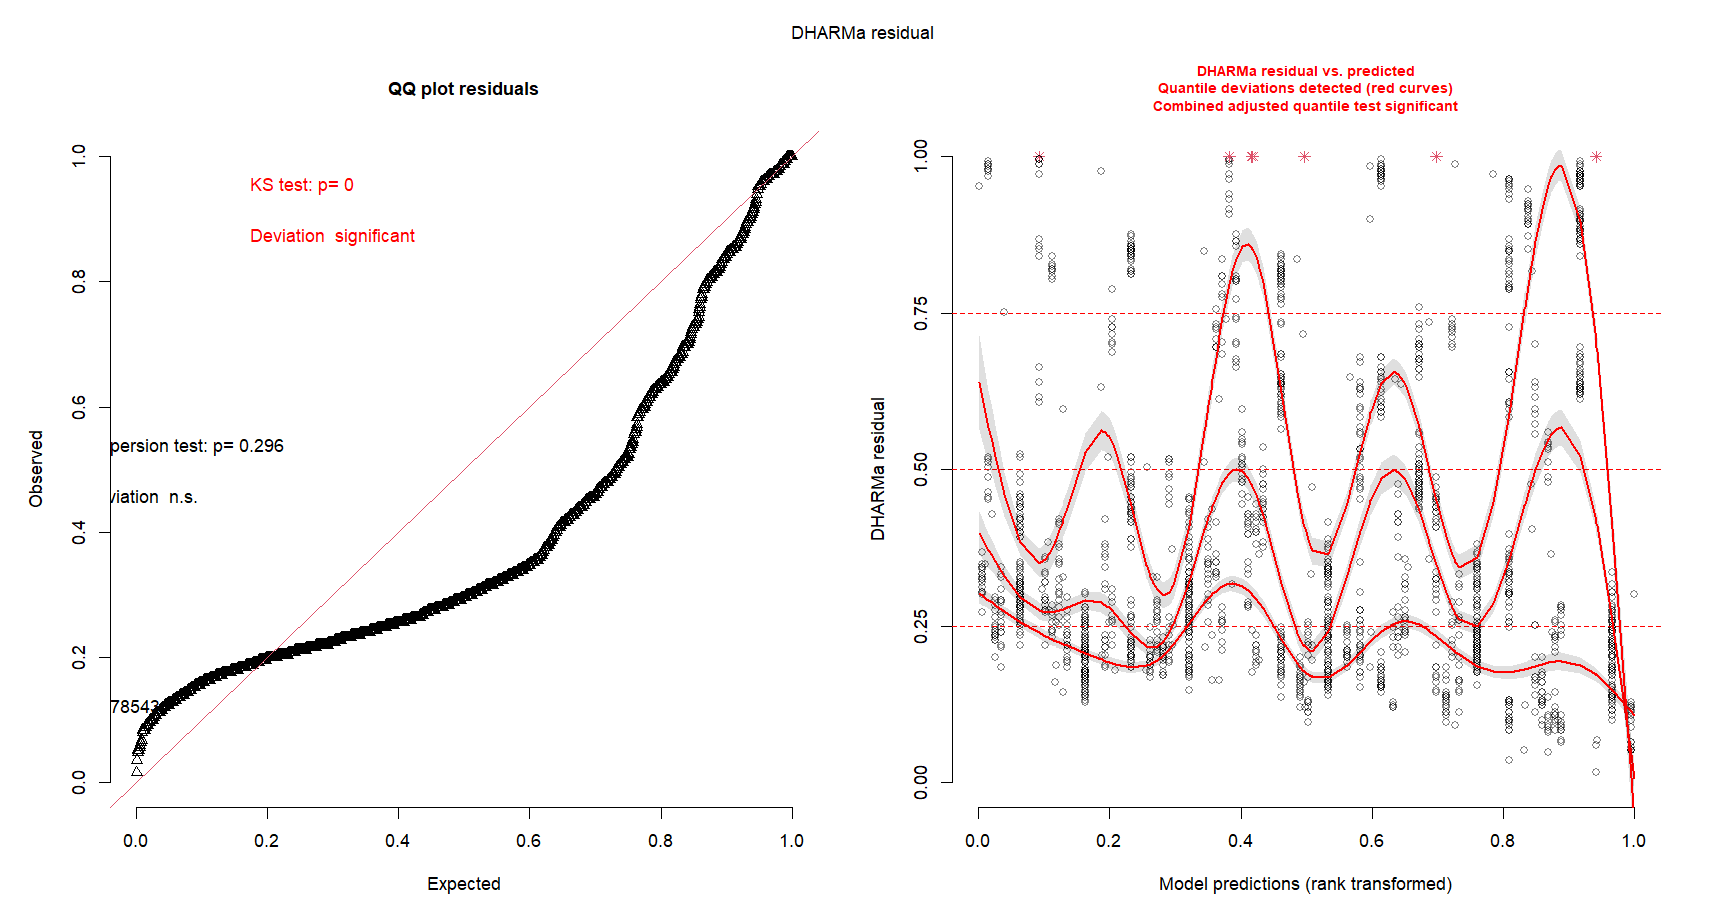 DHARMa residual
QQ plot residuals
KS test: p= 0
Deviation  significant
persion test: p= 0.296
viation  n.s.
78543
Observed
0.0
0.2
0.4
0.6
0.8
1.0
0.0
0.2
0.4
0.6
0.8
1.0
Expected
DHARMa residual vs. predicted
Quantile deviations detected (red curves)
Combined adjusted quantile test significant
DHARMa residual
0.00
0.25
0.50
0.75
1.00
0.0
0.2
0.4
0.6
0.8
1.0
Model predictions (rank transformed)